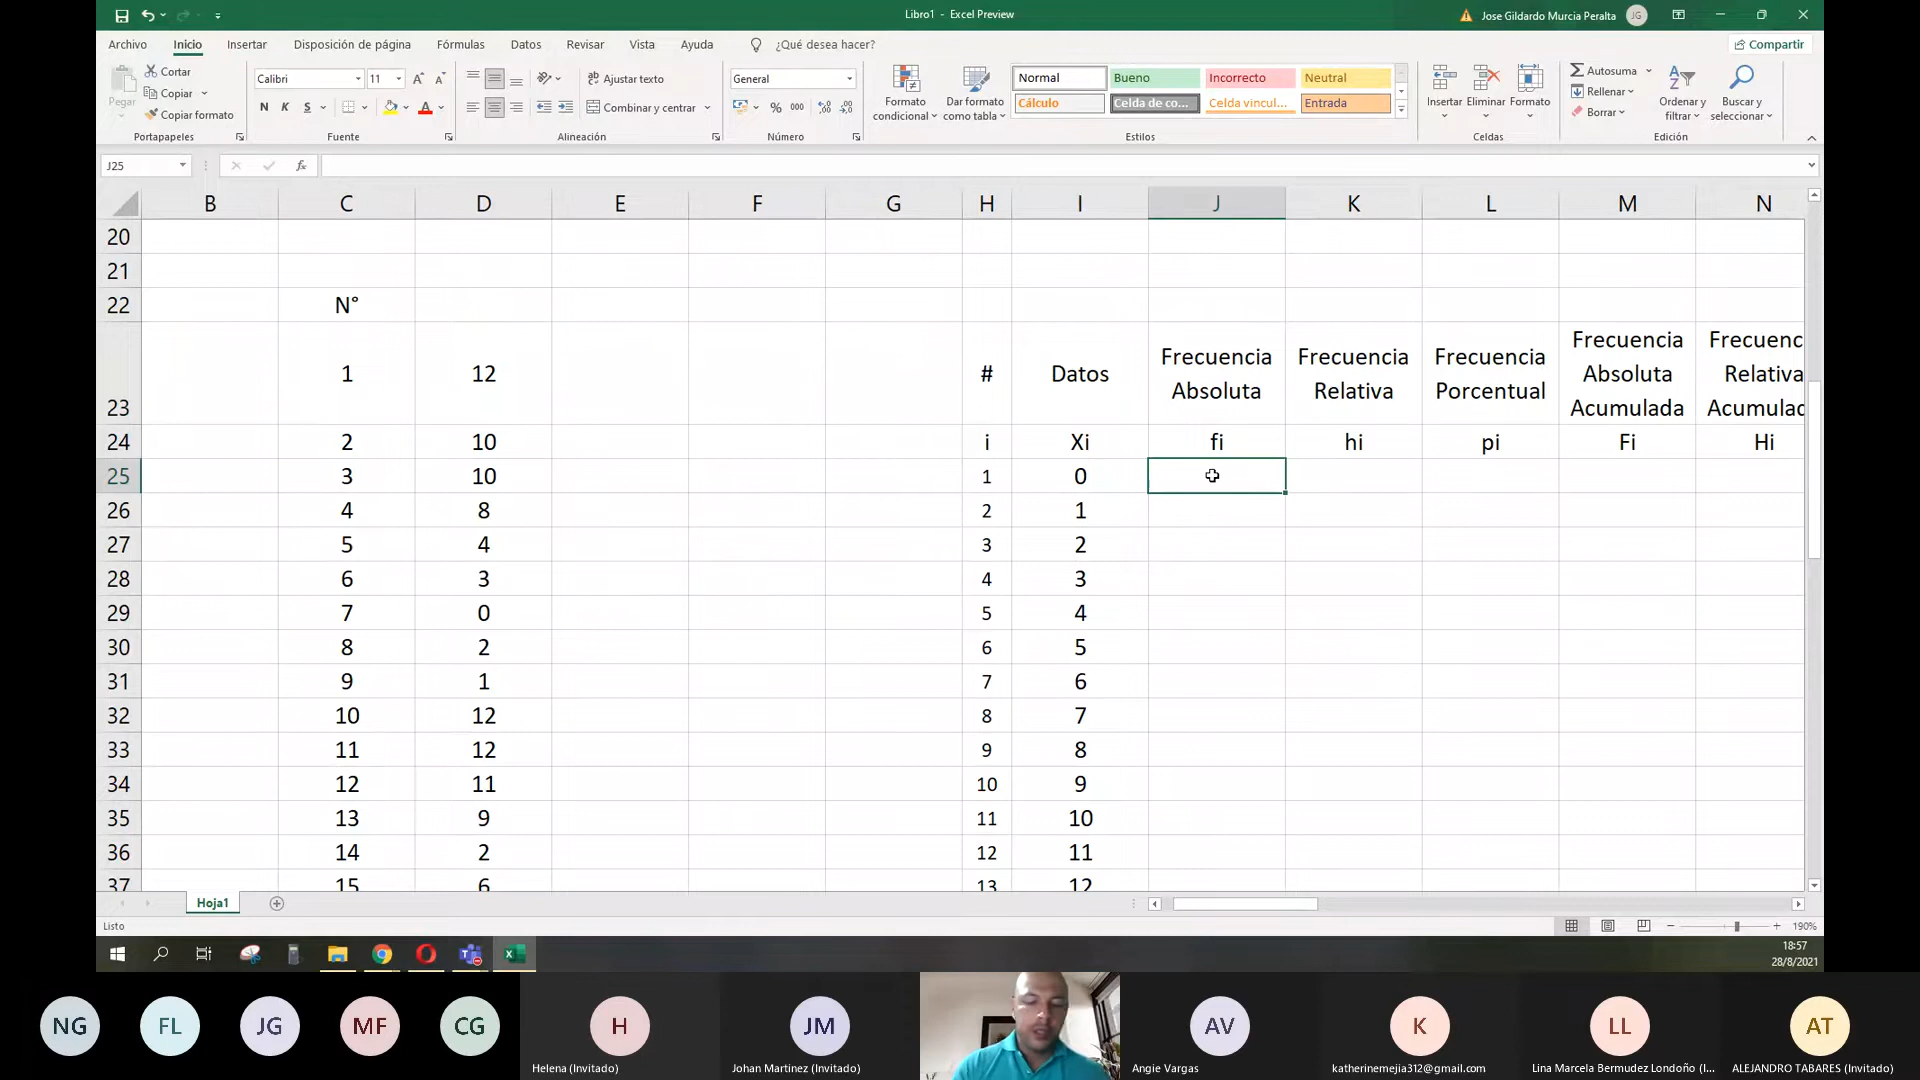 Libro1 - Excel Preview
Jose Gildardo Murcia Peralta
JG
Archivo
Inicio
Insertar
Disposición de página
Fórmulas
Datos
Revisar
Vista
Ayuda
¿Qué desea hacer?
Compartir
Pegar
Cortar
Copiar
Copiar formato
Portapapeles
Calibri
11
N
K
S
Fuente
Ajustar texto
Combinar y centrar
Alineación
General
%
000
Número
Formato condicional
Dar formato como tabla
Normal
Bueno
Incorrecto
Neutral
Cálculo
Celda de co...
Celda vincul...
Entrada
Estilos
Insertar
Eliminar
Formato
Celdas
Autosuma
Rellenar
Borrar
Ordenar y filtrar
Buscar y seleccionar
Edición
J25
fx
B C D E F G H I J K L M N
20
21
22 N°
23 1 12 # Datos Frecuencia Absoluta Frecuencia Relativa Frecuencia Porcentual Frecuencia Absoluta Acumulada Frecuenc Relativa Acumulad
24 2 10 i Xi fi hi pi Fi Hi
25 3 10 1 0
26 4 8 2 1
27 5 4 3 2
28 6 3 4 3
29 7 0 5 4
30 8 2 6 5
31 9 1 7 6
32 10 12 8 7
33 11 12 9 8
34 12 11 10 9
35 13 9 11 10
36 14 2 12 11
37 15 6 13 12
Hoja1
Listo
190%
18:57
28/8/2021
NG
FL
JG
MF
CG
H
Helena (Invitado)
JM
Johan Martinez (Invitado)
AV
Angie Vargas
K
katherinemejia312@gmail.com
LL
Lina Marcela Bermudez Londoño (I...
AT
ALEJANDRO TABARES (Invitado)